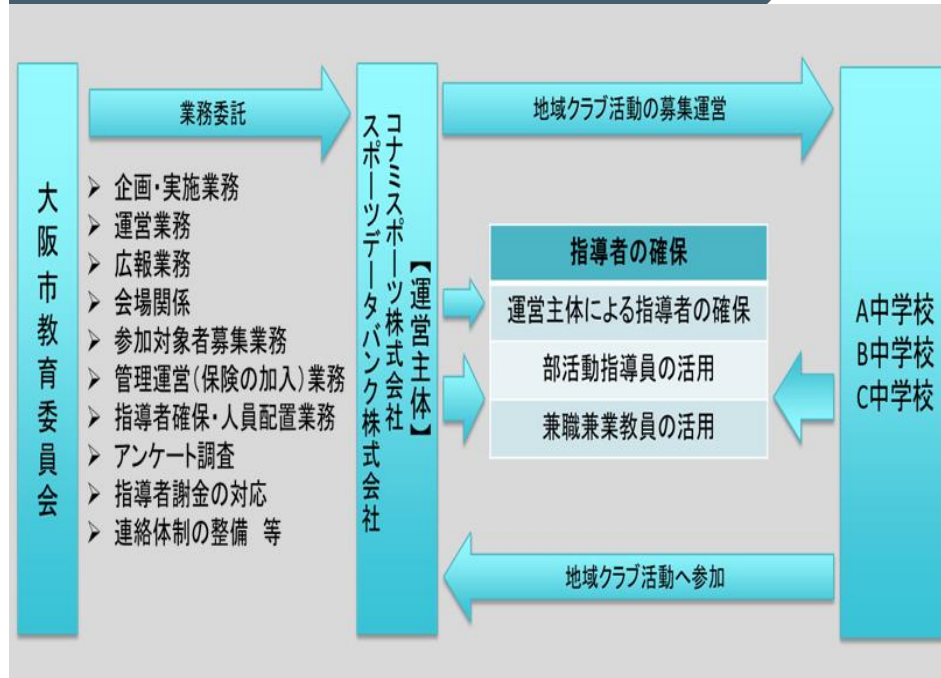 大阪市教育委員会
業務委託
➢ 企画・実施業務
➢ 運営業務
➢ 広報業務
➢ 会場関係
➢ 参加対象者募集業務
➢ 管理運営(保険の加入)業務
➢ 指導者確保・人員配置業務
➢ アンケート調査
➢ 指導者謝金の対応
➢ 連絡体制の整備 等
【運営主体】
コナミスポーツ株式会社
スポーツデータバンク株式会社
地域クラブ活動の募集運営
指導者の確保
運営主体による指導者の確保
部活動指導員の活用
兼職兼業教員の活用
地域クラブ活動へ参加
A中学校
B中学校
C中学校